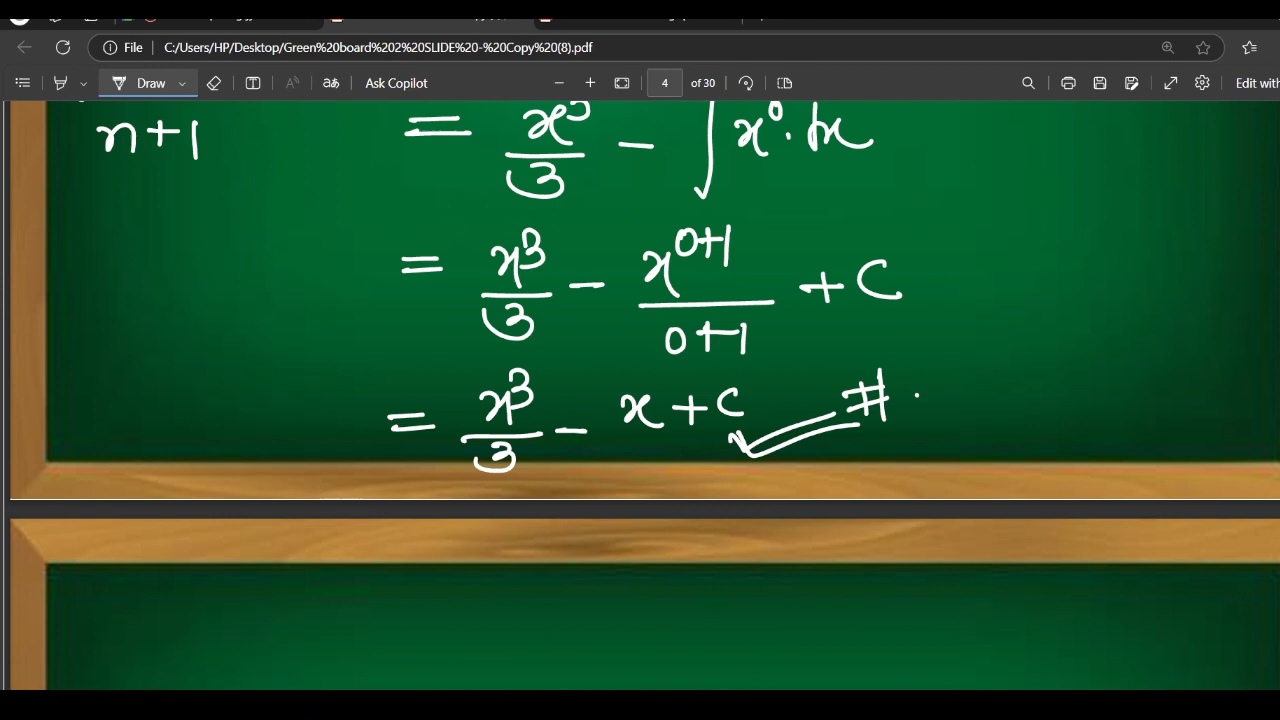 File C:/Users/HP/Desktop/Green%20board%202%20SLIDE%20-%20Copy%20(8).pdf
Draw Ask Copilot 4 of 30 Edit with
n+1 = x³/3 - ∫ x⁰ · dx
= x³/3 - x⁰⁺¹/0+1 + C
= x³/3 - x + C #.